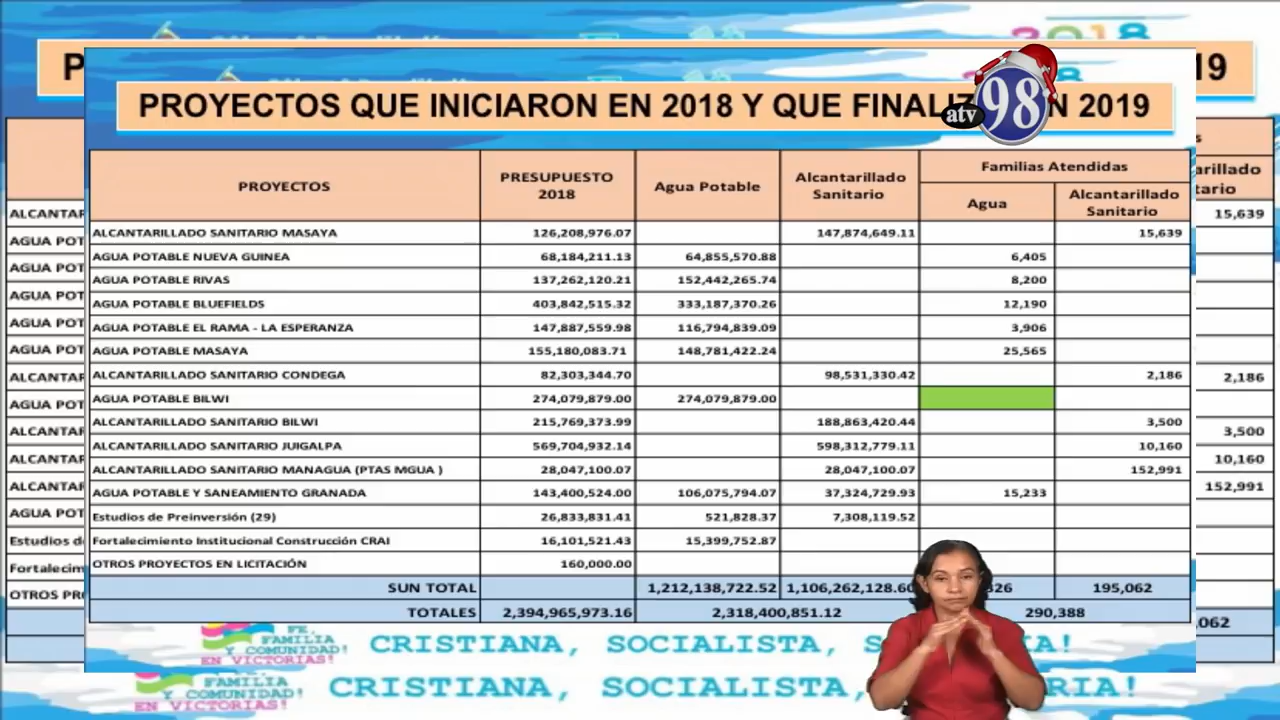 PROYECTOS QUE INICIARON EN 2018 Y QUE 2019
atv 98
PROYECTOS PRESUPUESTO 2018 Agua Potable Alcantarillado Sanitario Familias Atendidas
Agua Alcantarillado Sanitario
ALCANTARILLADO SANITARIO MASAYA 126,208,976.07 147,874,649.11 15,639
AGUA POTABLE NUEVA GUINEA 68,184,211.13 64,855,570.88 6,405
AGUA POTABLE RIVAS 137,262,120.21 152,442,265.74 8,200
AGUA POTABLE BLUEFIELDS 403,842,515.32 333,187,370.26 12,190
AGUA POTABLE EL RAMA - LA ESPERANZA 147,887,559.98 116,794,839.09 3,906
AGUA POTABLE MASAYA 155,180,083.71 148,781,422.24 25,565
ALCANTARILLADO SANITARIO CONDEGA 82,303,344.70 98,531,330.42 2,186
AGUA POTABLE BILWI 274,079,879.00 274,079,879.00
ALCANTARILLADO SANITARIO BILWI 215,769,373.99 188,863,420.44 3,500
ALCANTARILLADO SANITARIO JUIGALPA 569,704,932.14 598,312,779.11 10,160
ALCANTARILLADO SANITARIO MANAGUA (PTAS MGUA ) 28,047,100.07 28,047,100.07 152,991
AGUA POTABLE Y SANEAMIENTO GRANADA 143,400,524.00 106,075,794.07 37,324,729.93 15,233
Estudios de Preinversión (29) 26,833,831.41 521,828.37 7,308,119.52
Fortalecimiento Institucional Construcción CRAI 16,101,521.43 15,399,752.87
OTROS PROYECTOS EN LICITACIÓN 160,000.00
SUN TOTAL 1,212,138,722.52 195,062
TOTALES 2,394,965,973.16 2,318,400,851.12 290,388
FE,
FAMILIA
Y COMUNIDAD!
EN VICTORIAS!
CRISTIANA, SOCIALISTA,
FAMILIA
Y COMUNIDAD!
EN VICTORIAS!
CRISTIANA, SOCIALISTA,